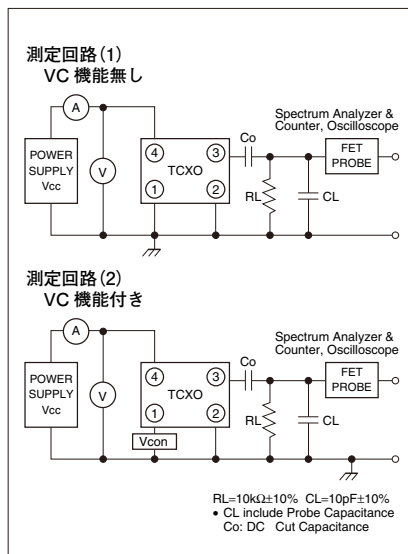 測定回路(1)
VC 機能無し
A
Spectrum Analyzer &
Counter, Oscilloscope
POWER
SUPPLY
Vcc
V
4
3
TCXO
1
2
Co
RL
CL
FET
PROBE
測定回路(2)
VC 機能付き
A
Spectrum Analyzer &
Counter, Oscilloscope
POWER
SUPPLY
Vcc
V
4
3
TCXO
1
2
Vcon
Co
RL
CL
FET
PROBE
RL=10kΩ±10% CL=10pF±10%
• CL include Probe Capacitance
Co: DC Cut Capacitance